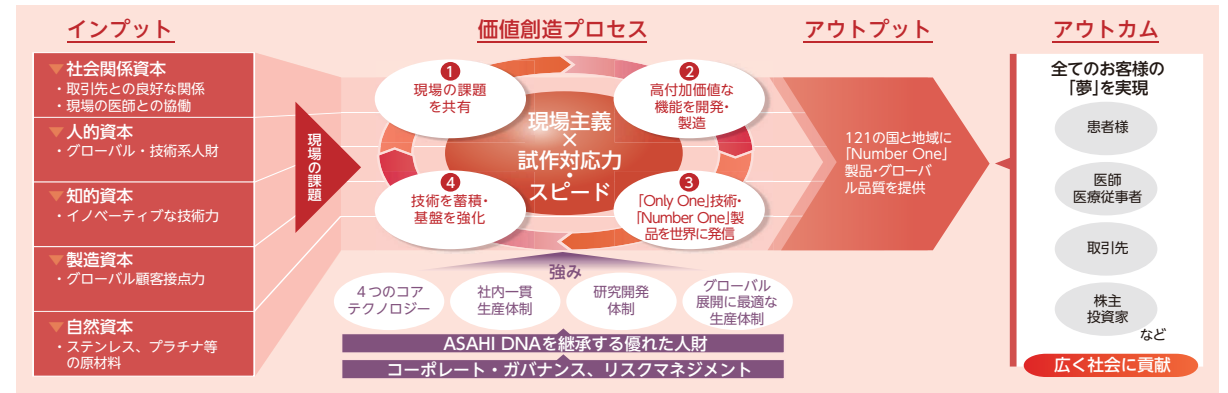 インプット
▼社会関係資本
・取引先との良好な関係
・現場の医師との協働
▼人的資本
・グローバル・技術系人財
▼知的資本
・イノベーティブな技術力
▼製造資本
・グローバル顧客接点力
▼自然資本
・ステンレス、プラチナ等
の原材料
現場の課題
価値創造プロセス
1
現場の課題
を共有
2
高付加価値な
機能を開発・
製造
現場主義
×
試作対応力
・
スピード
4
技術を蓄積・
基盤を強化
3
「Only One」技術・
「Number One」製
品を世界に発信
強み
4つのコア
テクノロジー
社内一貫
生産体制
研究開発
体制
グローバル
展開に最適な
生産体制
ASAHI DNAを継承する優れた人財
コーポレート・ガバナンス、リスクマネジメント
アウトプット
121の国と地域に
「Number One」
製品・グローバ
ル品質を提供
アウトカム
全てのお客様の
「夢」を実現
患者様
医師
医療従事者
取引先
株主
投資家
など
広く社会に貢献